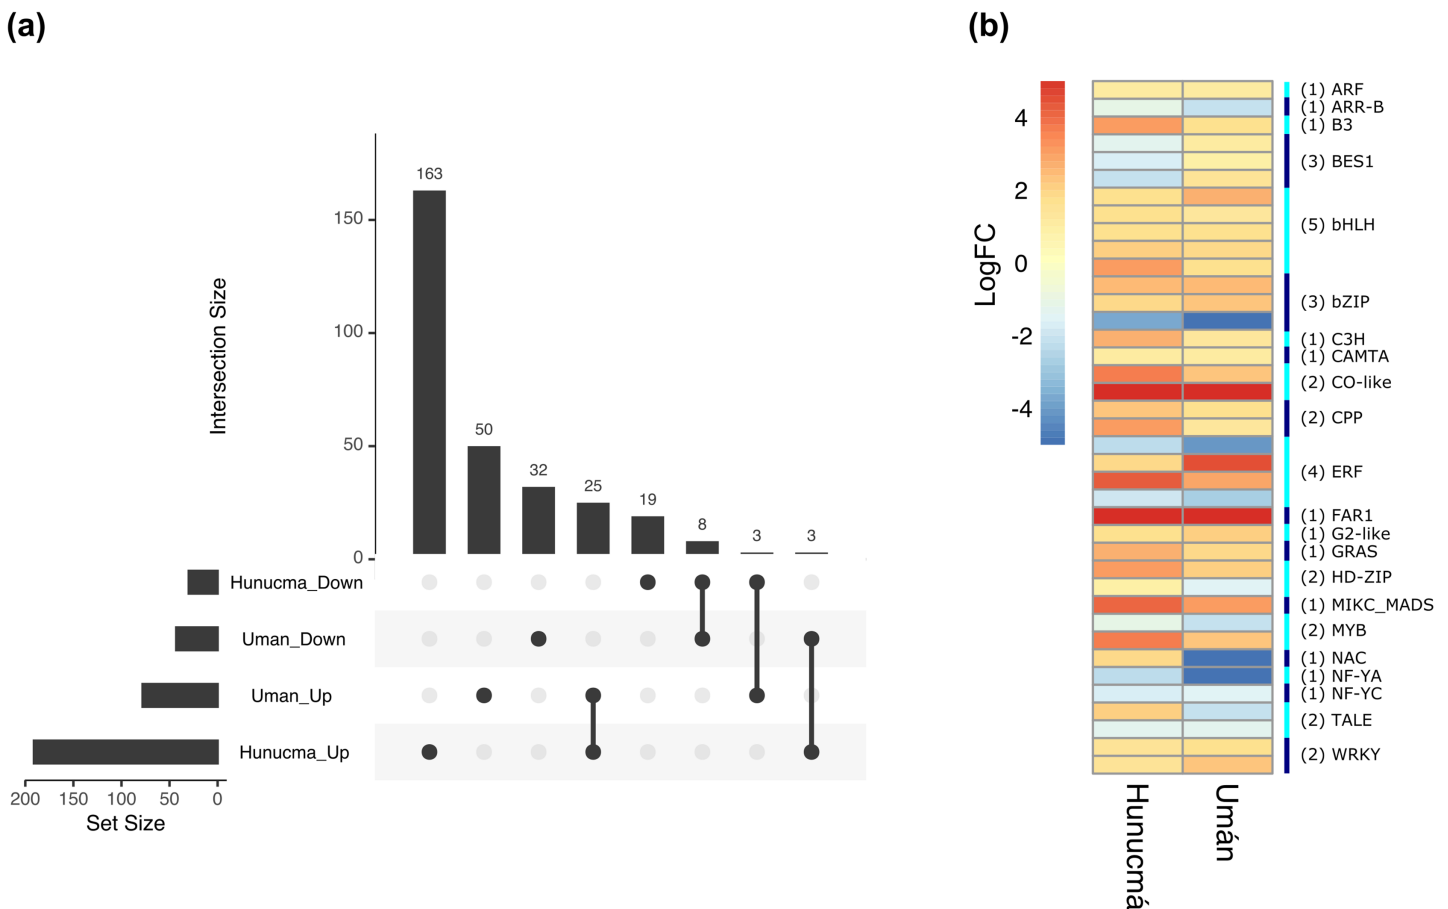 (a)
163
150
50
32
25
19
8
3
3
100
50
0
Intersection Size
Hunucma_Down
Uman_Down
Uman_Up
Hunucma_Up
200 150 100 50 0
Set Size
(b)
4
2
0
-2
-4
LogFC
(1) ARF
(1) ARR-B
(1) B3
(3) BES1
(5) bHLH
(3) bZIP
(1) C3H
(1) CAMTA
(2) CO-like
(2) CPP
(4) ERF
(1) FAR1
(1) G2-like
(1) GRAS
(2) HD-ZIP
(1) MIKC_MADS
(2) MYB
(1) NAC
(1) NF-YA
(1) NF-YC
(2) TALE
(2) WRKY
Hunucmá
Umán